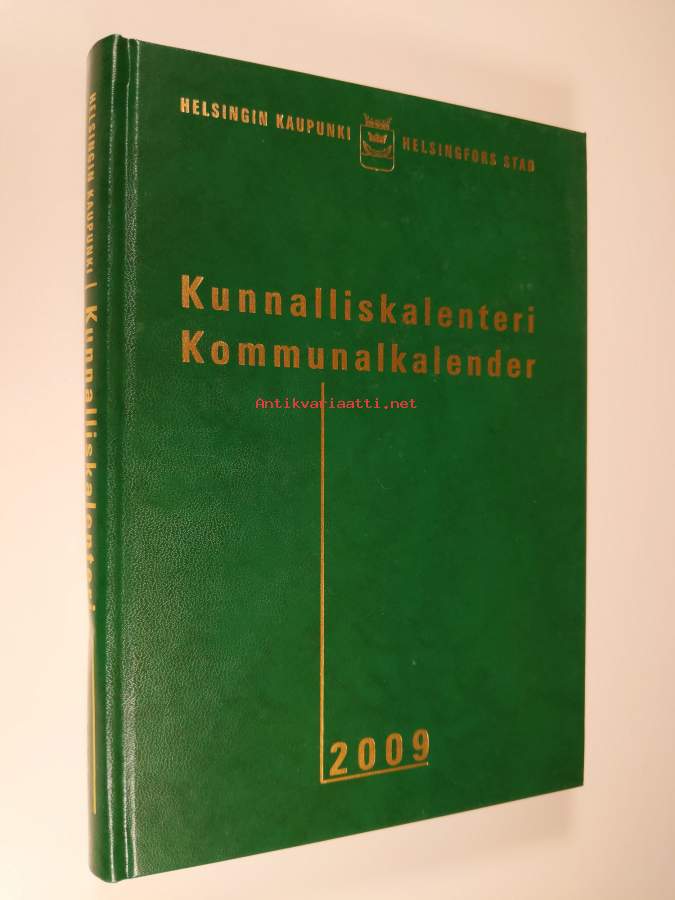 HELSINGIN KAUPUNKI HELSINGFORS STAD
Kunnalliskalenteri
Kommunalkalender
Antikvariaatti.net
2009
HELSINGIN KAUPUNKI | Kunnalliskalenteri